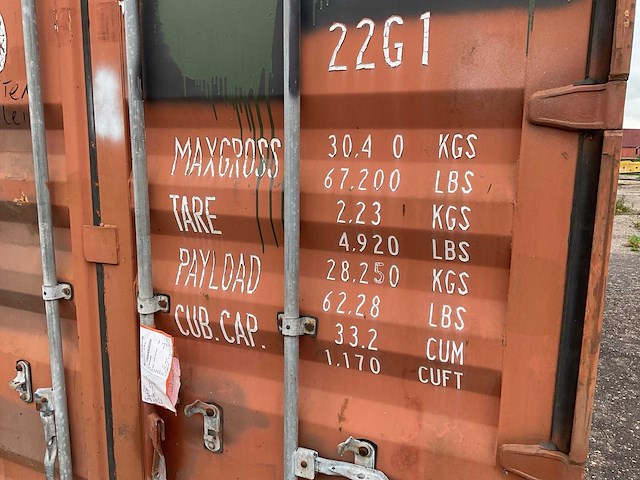 22G1
MAXGROSS 30.4 0 KGS
67.200 LBS
TARE 2.23 KGS
4.920 LBS
PAYLOAD 28.250 KGS
62.28 LBS
CUB.CAP. 33.2 CUM
1.170 CUFT